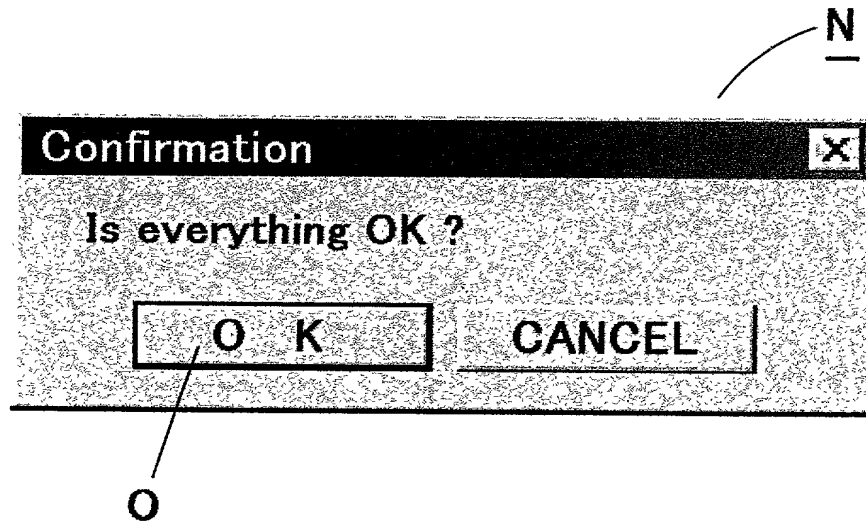 N
Confirmation
Is everything OK ?
O K CANCEL
O